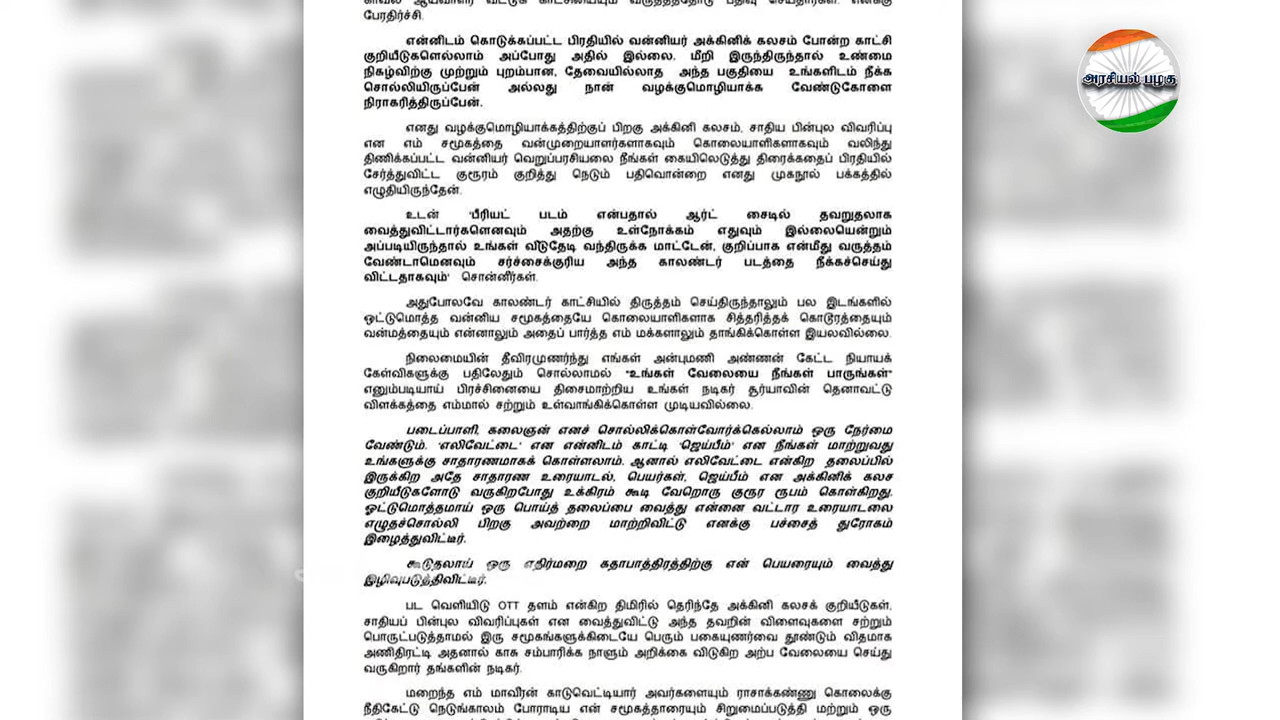 பேரதிர்ச்சி.
என்னிடம் கொடுக்கப்பட்ட பிரதியில் வன்னியர் அக்கினிக் கலசம் போன்ற காட்சி
குறியீடுகளெல்லாம் அப்போது அதில் இல்லை. மீறி இருந்திருந்தால் உண்மை
நிகழ்விற்கு முற்றும் புறம்பான, தேவையில்லாத அந்த பகுதியை உங்களிடம் நீக்க
சொல்லியிருப்பேன் அல்லது நான் வழக்குமொழியாக்க வேண்டுகோளை
நிராகரித்திருப்பேன்.
எனது வழக்குமொழியாக்கத்திற்குப் பிறகு அக்கினி கலசம், சாதிய பின்புல விவரிப்பு
என எம் சமூகத்தை வன்முறையாளர்களாகவும் கொலையாளிகளாகவும் வலிந்து
திணிக்கப்பட்ட வன்னியர் வெறுப்பரசியலை நீங்கள் கையிலெடுத்து திரைக்கதைப் பிரதியில்
சேர்த்துவிட்ட குரூரம் குறித்து நெடும் பதிவொன்றை எனது முகநூல் பக்கத்தில்
எழுதியிருந்தேன்.
உடன் 'பீரியட் படம் என்பதால் ஆர்ட் சைடில் தவறுதலாக
வைத்துவிட்டார்களெனவும் அதற்கு உள்நோக்கம் எதுவும் இல்லையென்றும்
அப்படியிருந்தால் உங்கள் வீடுதேடி வந்திருக்க மாட்டேன், குறிப்பாக என்மீது வருத்தம்
வேண்டாமெனவும் சர்ச்சைக்குரிய அந்த காலண்டர் படத்தை நீக்கச்செய்து
விட்டதாகவும்' சொன்னீர்கள்.
அதுபோலவே காலண்டர் காட்சியில் திருத்தம் செய்திருந்தாலும் பல இடங்களில்
ஒட்டுமொத்த வன்னிய சமூகத்தையே கொலையாளிகளாக சித்தரித்தக் கொடூரத்தையும்
வன்மத்தையும் என்னாலும் அதைப் பார்த்த எம் மக்களாலும் தாங்கிக்கொள்ள இயலவில்லை.
நிலைமையின் தீவிரமுணர்ந்து எங்கள் அன்புமணி அண்ணன் கேட்ட நியாயக்
கேள்விகளுக்கு பதிலேதும் சொல்லாமல் "உங்கள் வேலையை நீங்கள் பாருங்கள்"
எனும்படியாய் பிரச்சினையை திசைமாற்றிய உங்கள் நடிகர் சூர்யாவின் தெனாவட்டு
விளக்கத்தை எம்மால் சற்றும் உள்வாங்கிக்கொள்ள முடியவில்லை.
படைப்பாளி, கலைஞன் எனச் சொல்லிக்கொள்வோர்க்கெல்லாம் ஒரு நேர்மை
வேண்டும். 'எலிவேட்டை' என என்னிடம் காட்டி 'ஜெய்பீம்' என நீங்கள் மாற்றுவது
உங்களுக்கு சாதாரணமாகக் கொள்ளலாம். ஆனால் எலிவேட்டை என்கிற தலைப்பில்
இருக்கிற அதே சாதாரண உரையாடல், பெயர்கள், ஜெய்பீம் என அக்கினிக் கலச
குறியீடுகளோடு வருகிறபோது உக்கிரம் கூடி வேறொரு குரூர ரூபம் கொள்கிறது.
ஓட்டுமொத்தமாய் ஒரு பொய்த் தலைப்பை வைத்து என்னை வட்டார உரையாடலை
எழுதச்சொல்லி பிறகு அவற்றை மாற்றிவிட்டு எனக்கு பச்சைத் துரோகம்
இழைத்துவிட்டீர்.
கூடுதலாய் ஒரு எதிர்மறை கதாபாத்திரத்திற்கு என் பெயரையும் வைத்து
இழிவுபடுத்திவிட்டீர்.
பட வெளியீடு OTT தளம் என்கிற திமிரில் தெரிந்தே அக்கினி கலசக் குறியீடுகள்,
சாதியப் பின்புல விவரிப்புகள் என வைத்துவிட்டு அந்த தவறின் விளைவுகளை சற்றும்
பொருட்படுத்தாமல் இரு சமூகங்களுக்கிடையே பெரும் பகையுணர்வை தூண்டும் விதமாக
அணிதிரட்டி அதனால் காசு சம்பாரிக்க நாளும் அறிக்கை விடுகிற அற்ப வேலையை செய்து
வருகிறார் தங்களின் நடிகர்.
மறைந்த எம் மாவீரன் காடுவெட்டியார் அவர்களையும் ராசாக்கண்ணு கொலைக்கு
நீதிகேட்டு நெடுங்காலம் போராடிய என் சமூகத்தாரையும் சிறுமைப்படுத்தி மற்றும் ஒரு
அரசியல் பழகு